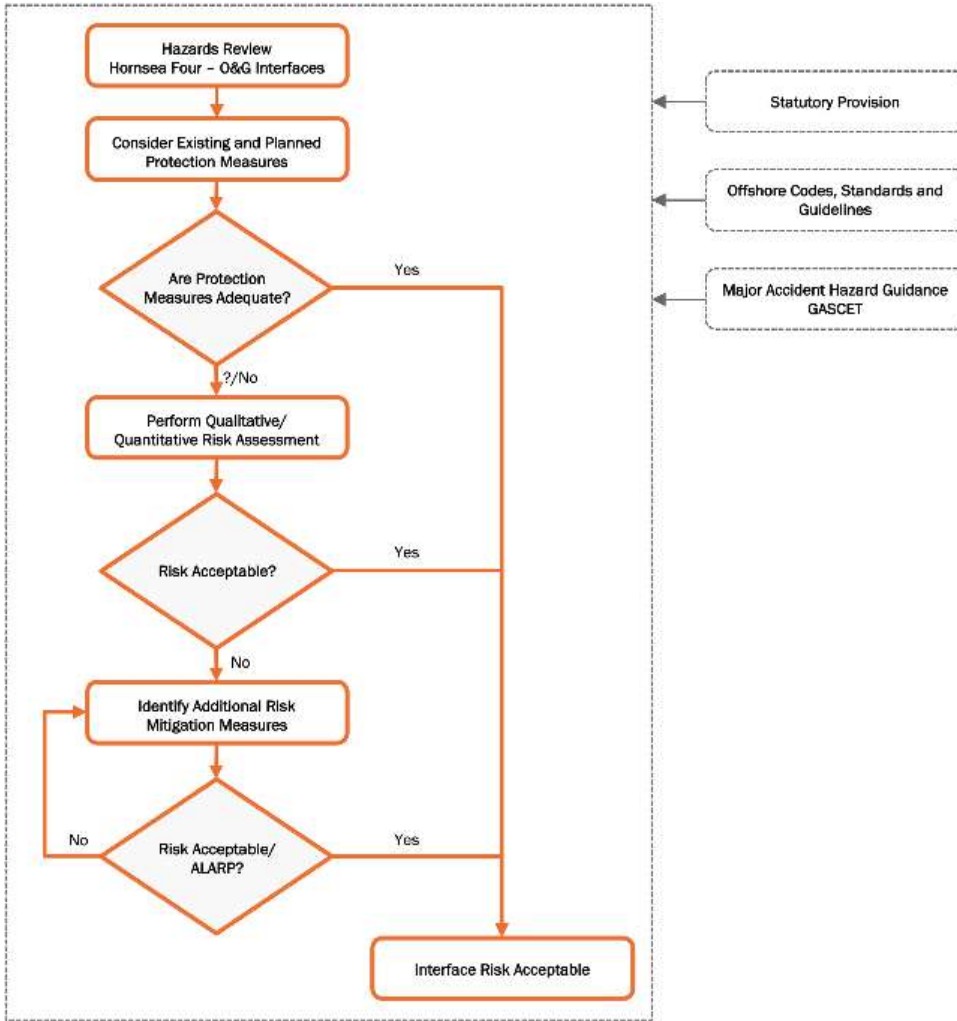 Hazards Review
Hornsea Four – O&G Interfaces
Statutory Provision
Consider Existing and Planned
Protection Measures
Offshore Codes, Standards and
Guidelines
Are Protection
Measures Adequate?
Yes
Major Accident Hazard Guidance
GASCET
?/No
Perform Qualitative/
Quantitative Risk Assessment
Risk Acceptable?
Yes
No
Identify Additional Risk
Mitigation Measures
No
Risk Acceptable/
ALARP?
Yes
Interface Risk Acceptable